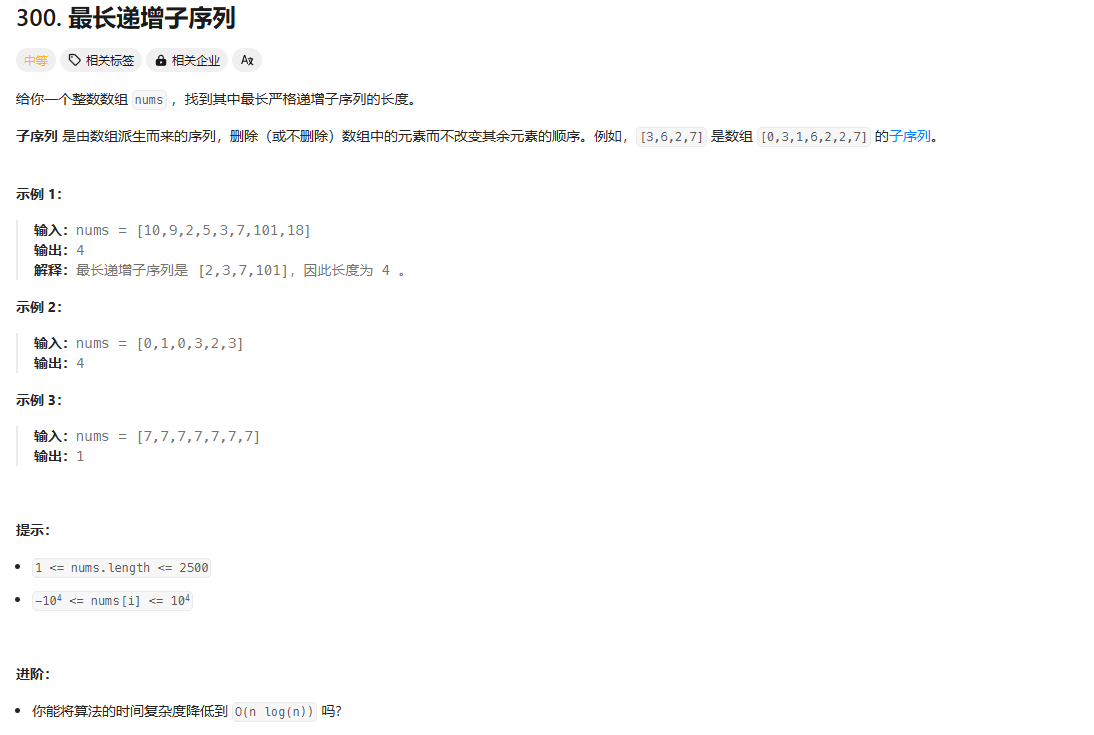 300. 最长递增子序列
中等 相关标签 相关企业 Aあ
给你一个整数数组 nums ，找到其中最长严格递增子序列的长度。
子序列 是由数组派生而来的序列，删除（或不删除）数组中的元素而不改变其余元素的顺序。例如，[3,6,2,7] 是数组 [0,3,1,6,2,2,7] 的子序列。
示例 1：
输入：nums = [10,9,2,5,3,7,101,18]
输出：4
解释：最长递增子序列是 [2,3,7,101]，因此长度为 4 。
示例 2：
输入：nums = [0,1,0,3,2,3]
输出：4
示例 3：
输入：nums = [7,7,7,7,7,7,7]
输出：1
提示：
1 <= nums.length <= 2500
-10⁴ <= nums[i] <= 10⁴
进阶：
你能将算法的时间复杂度降低到 O(n log(n)) 吗?